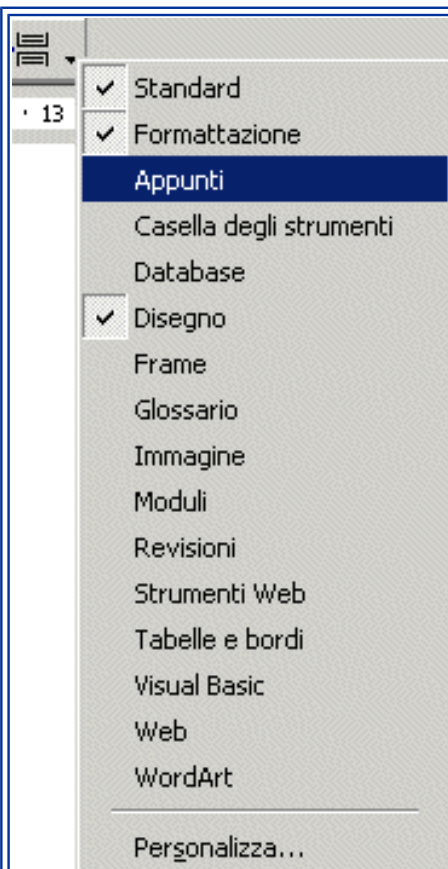 · 13
Standard
Formattazione
Appunti
Casella degli strumenti
Database
Disegno
Frame
Glossario
Immagine
Moduli
Revisioni
Strumenti Web
Tabelle e bordi
Visual Basic
Web
WordArt
Personalizza...